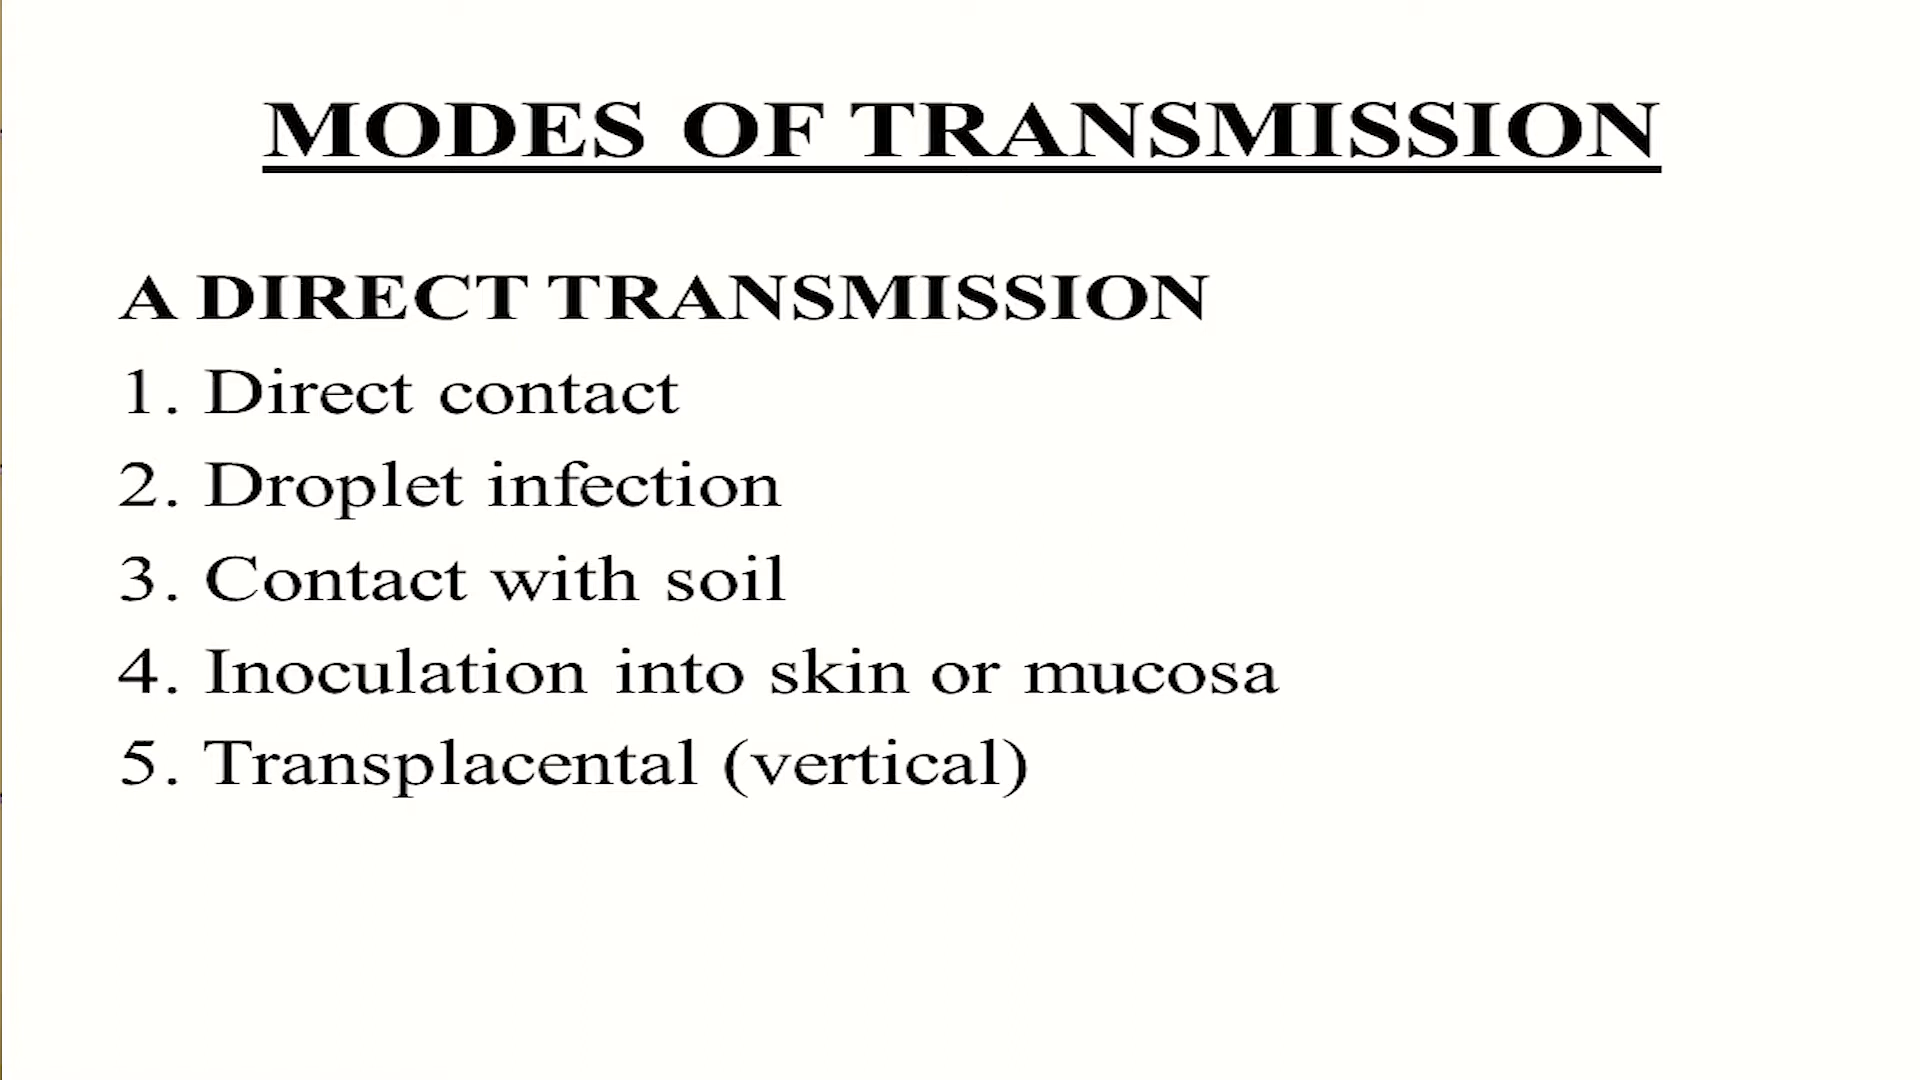 MODES OF TRANSMISSION
A DIRECT TRANSMISSION
1. Direct contact
2. Droplet infection
3. Contact with soil
4. Inoculation into skin or mucosa
5. Transplacental (vertical)